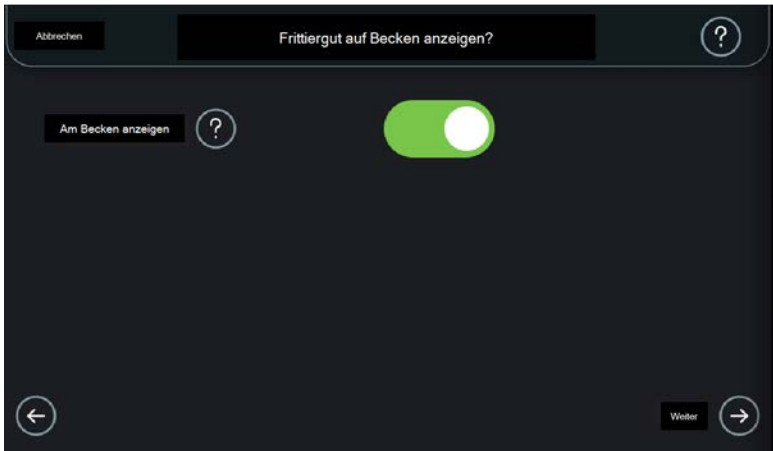 Abbrechen
Frittiergut auf Becken anzeigen?
?
Am Becken anzeigen
?
Weiter